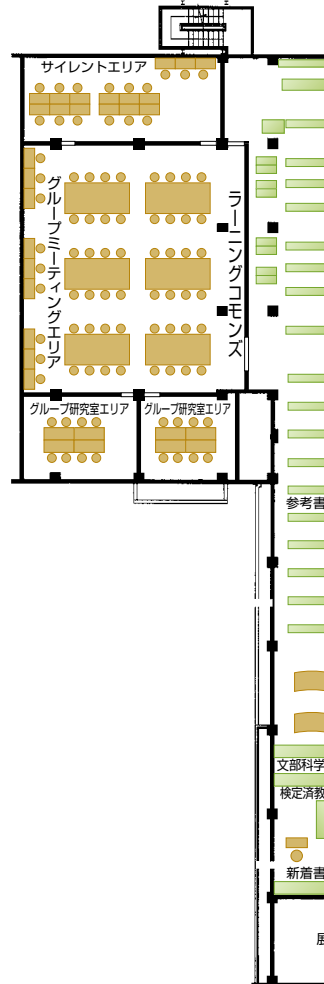 サイレントエリア
グループミーティングエリア
ラーニングコモンズ
グループ研究室エリア
グループ研究室エリア
参考書
文部科学
検定済教
新着書
展